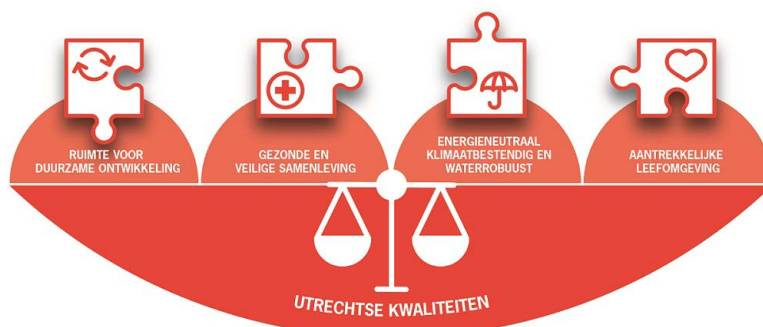 RUIMTE VOOR
DUURZAME ONTWIKKELING
GEZONDE EN
VEILIGE SAMENLEVING
ENERGIENEUTRAAL
KLIMAATBESTENDIG EN
WATERROBUUST
AANTREKKELIJKE
LEEFOMGEVING
UTRECHTSE KWALITEITEN